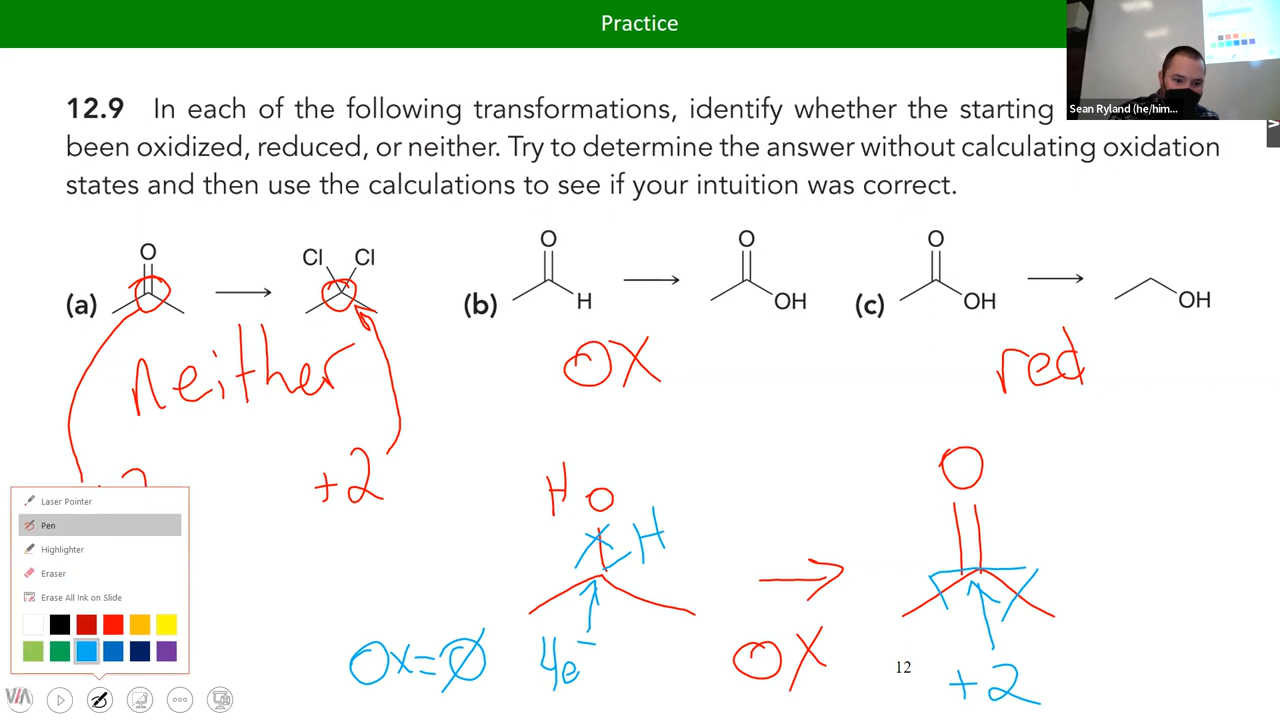 Practice
Sean Ryland (he/him...
12.9 In each of the following transformations, identify whether the starting
been oxidized, reduced, or neither. Try to determine the answer without calculating oxidation
states and then use the calculations to see if your intuition was correct.
(a) O Cl Cl
(b) O H O OH
(c) O OH OH
neither
OX
red
+2
H O
H
O
OX=0
4e-
OX
+2
12
Laser Pointer
Pen
Highlighter
Eraser
Erase All Ink on Slide